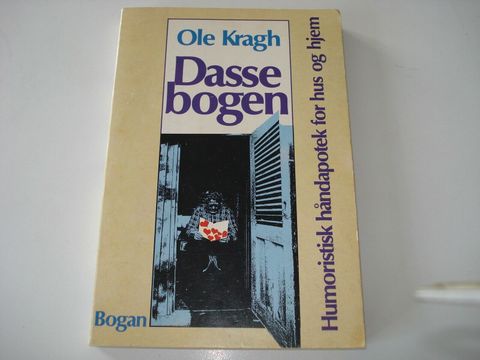 Ole Kragh
Dasse
bogen
Humoristisk håndapotek for hus og hjem
Bogan